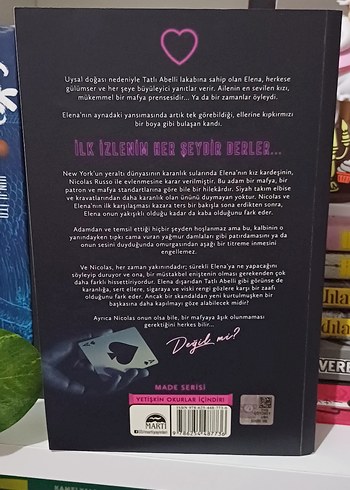 Uysal doğası nedeniyle Tatlı Abelli lakabına sahip olan Elena, herkese
gülümser ve her şeye büyüleyici yanıtlar verir. Ailenin en sevilen kızı,
mükemmel bir mafya prensesidir... Ya da bir zamanlar öyleydi.
Elena'nın aynadaki yansımasında artık tek görebildiği, ellerine kıpkırmızı
bir boya gibi bulaşan kandı.
İLK İZLENİM HER ŞEYDİR DERLER...
New York'un yeraltı dünyasının karanlık sularında Elena'nın kız kardeşinin,
Nicolas Russo ile evlenmesine karar verilmiştir. Bu adam bir mafya, bir
patron ve mafya standartlarına göre bile bir hilekârdır. Siyah takım elbise
ve kravatlarından daha karanlık olan ününü duymayan yoktur. Nicolas ve
Elena'nın ilk karşılaşması kazara ters bir bakışla sona erdikten sonra,
Elena onun yakışıklı olduğu kadar da kaba olduğunu fark eder.
Adamdan ve temsil ettiği hiçbir şeyden hoşlanmaz ama bu, kalbinin o
yanındayken tıpkı cama vuran yağmur damlaları gibi pıtırdamasını ya da
onun sesini duyduğunda omurgasından aşağı bir titreme inmesini
engellemez.
Ve Nicolas, her zaman yakınındadır; sürekli Elena'ya ne yapacağını
söyleyip duruyor ve ona, bir müstakbel eniştenin olması gerekenden çok
daha farklı hissettiriyordur. Elena dışarıdan Tatlı Abelli gibi görünse de
karanlığa, sert ellere, sigaraya ve viski rengi gözlere karşı bir zaafı
olduğunu fark eder. Ancak bir skandaldan yeni kurtulmuşken bir
başkasına daha kapılmayı göze alabilecek midir?
Ayrıca Nicolas onun olsa bile, bir mafyaya âşık olunmaması
gerektiğini herkes bilir...
Değil mi?
A
MADE SERİSİ
YETİŞKİN OKURLAR İÇİNDİR!
MARTI